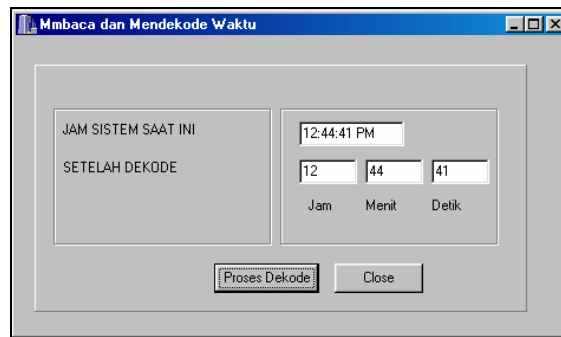 Mmbaca dan Mendekode Waktu
JAM SISTEM SAAT INI
12:44:41 PM
SETELAH DEKODE
12 44 41
Jam Menit Detik
Proses Dekode Close